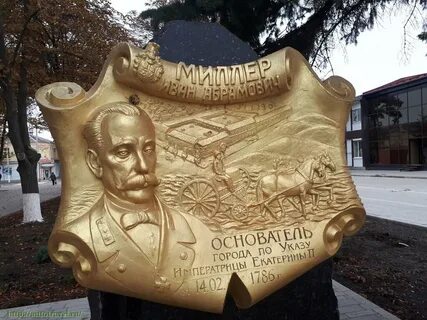 МИЛЛЕР
ИВАН АБРАМОВИЧ
ОСНОВАТЕЛЬ
ГОРОДА ПО УКАЗУ
ИМПЕРАТРИЦЫ ЕКАТЕРИНЫ II
14.02.1786 г.